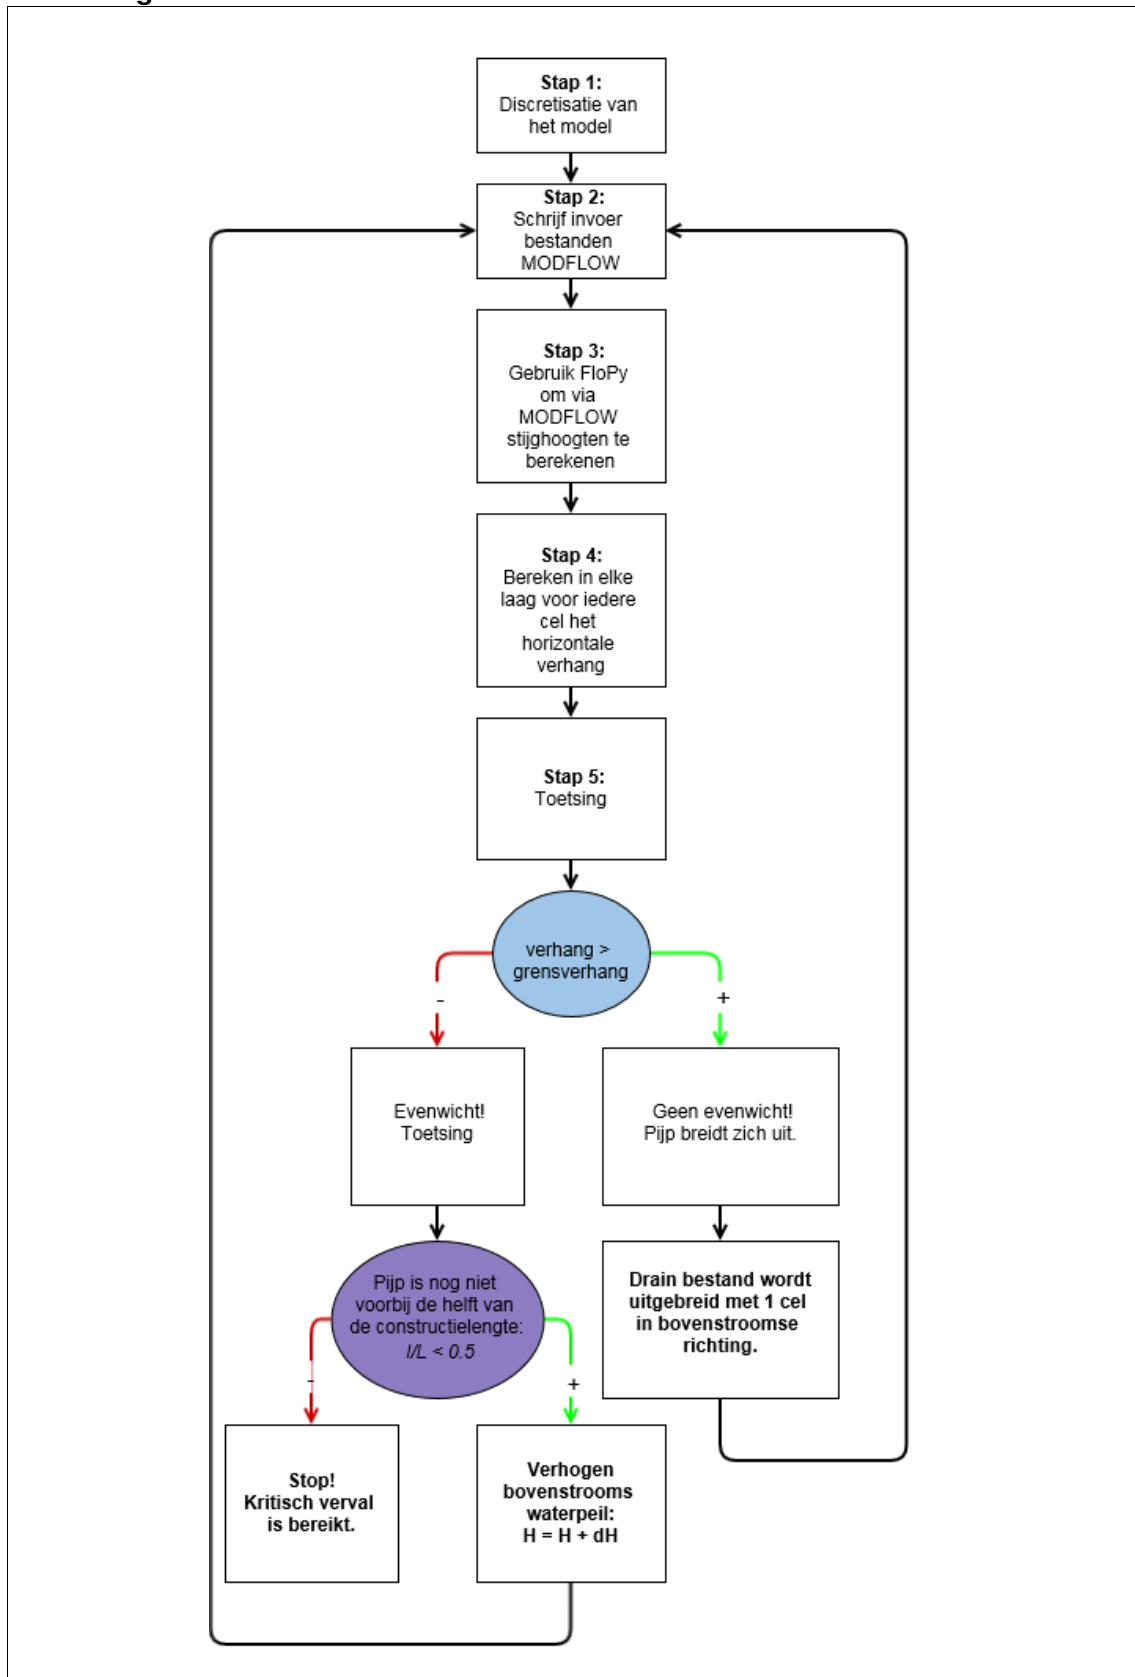 Stap 1:
Discretisatie van
het model
Stap 2:
Schrijf invoer
bestanden
MODFLOW
Stap 3:
Gebruik FloPy
om via
MODFLOW
stijghoogten te
berekenen
Stap 4:
Bereken in elke
laag voor iedere
cel het
horizontale
verhang
Stap 5:
Toetsing
verhang >
grensverhang
-
+
Evenwicht!
Toetsing
Geen evenwicht!
Pijp breidt zich uit.
Pijp is nog niet
voorbij de helft van
de constructielengte:
l/L < 0.5
Drain bestand wordt
uitgebreid met 1 cel
in bovenstroomse
richting.
-
+
Stop!
Kritisch verval
is bereikt.
Verhogen
bovenstrooms
waterpeil:
H = H + dH